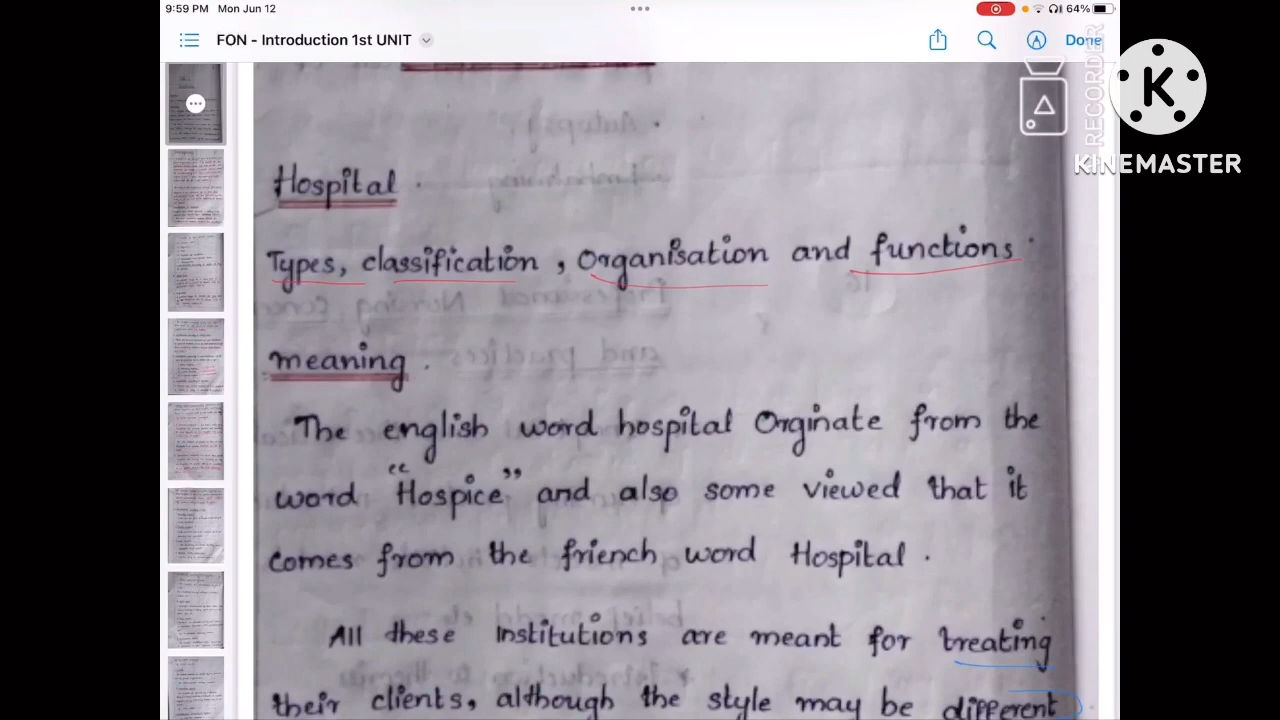 9:59 PM Mon Jun 12
64%
FON - Introduction 1st UNIT
Done
RECORDER
KINEMASTER
Hospital
Types, classification, Organisation and functions
meaning
The english word hospital Orginate from the
word "Hospice" and also some viewed that it
comes from the friench word Hospital.
All these institutions are meant for treating
their clients, although the style may be different